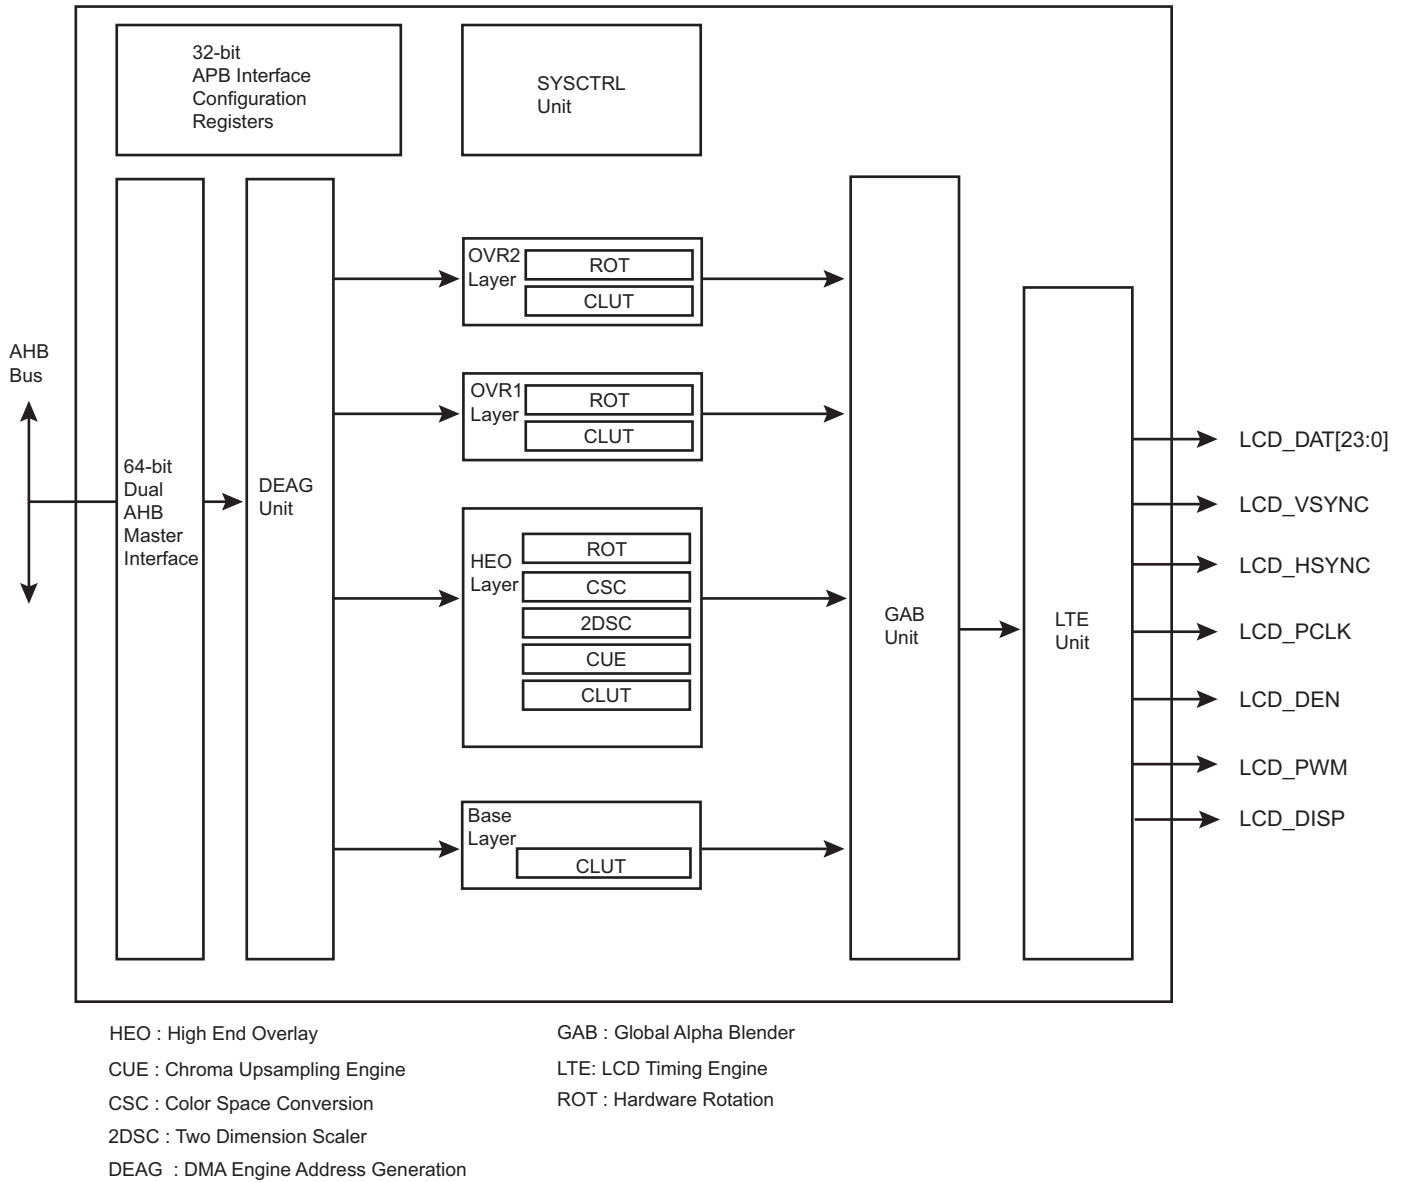 32-bit
APB Interface
Configuration
Registers
SYSCTRL
Unit
AHB
Bus
64-bit
Dual
AHB
Master
Interface
DEAG
Unit
OVR2
Layer
ROT
CLUT
OVR1
Layer
ROT
CLUT
HEO
Layer
ROT
CSC
2DSC
CUE
CLUT
Base
Layer
CLUT
GAB
Unit
LTE
Unit
LCD_DAT[23:0]
LCD_VSYNC
LCD_HSYNC
LCD_PCLK
LCD_DEN
LCD_PWM
LCD_DISP
HEO : High End Overlay
CUE : Chroma Upsampling Engine
CSC : Color Space Conversion
2DSC : Two Dimension Scaler
DEAG : DMA Engine Address Generation
GAB : Global Alpha Blender
LTE: LCD Timing Engine
ROT : Hardware Rotation